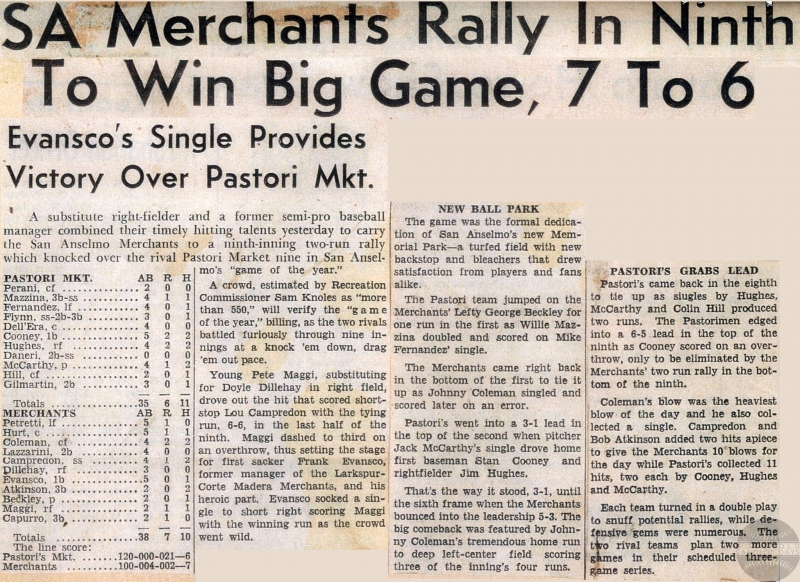 SA Merchants Rally In Ninth
To Win Big Game, 7 To 6
Evansco's Single Provides
Victory Over Pastori Mkt.
A substitute right-fielder and a former semi-pro baseball
manager combined their timely hitting talents yesterday to carry
the San Anselmo Merchants to a ninth-inning two-run rally
which knocked over the rival Pastori Market nine in San Ansel-
mo's "game of the year."
PASTORI MKT. AB R H
Perani, cf .......... 2 0 0
Mazzina, 3b-ss .......... 4 1 1
Fernandez, lf .......... 4 0 1
Flynn, ss-2b-3b .......... 3 0 1
Dell'Era, c .......... 4 0 0
Cooney, 1b .......... 5 2 2
Hughes, rf .......... 4 2 2
Daneri, 2b-ss .......... 0 0 0
McCarthy, p .......... 4 1 2
Hill, cf .......... 2 0 1
Gilmartin, 2b .......... 3 0 1
Totals .......... 35 6 11
MERCHANTS AB R H
Petretti, lf .......... 5 1 0
Hurt, c .......... 5 1 1
Coleman, cf .......... 4 2 2
Lazzarini, 2b .......... 4 0 0
Campredon, ss .......... 4 1 2
Dillehay, rf .......... 3 0 0
Evansco, 1b .......... 5 0 1
Atkinson, 3b .......... 2 0 2
Beckley, p .......... 2 0 1
Maggi, rf .......... 2 1 1
Capurro, 3b .......... 2 1 0
Totals .......... 38 7 10
The line score:
Pastori's Mkt. .......... 120-000-021—6
Merchants .......... 100-004-002—7
A crowd, estimated by Recreation
Commissioner Sam Knoles as "more
than 550," will verify the "game
of the year," billing, as the two rivals
battled furiously through nine in-
nings at a knock 'em down, drag
'em out pace.
Young Pete Maggi, substituting
for Doyle Dillehay in right field,
drove out the hit that scored short-
stop Lou Campredon with the tying
run, 6-6, in the last half of the
ninth. Maggi dashed to third on
an overthrow, thus setting the stage
for first sacker Frank Evansco,
former manager of the Larkspur-
Corte Madera Merchants, and his
heroic part. Evansco socked a sin-
gle to short right scoring Maggi
with the winning run as the crowd
went wild.
NEW BALL PARK
The game was the formal dedica-
tion of San Anselmo's new Mem-
orial Park—a turfed field with new
backstop and bleachers that drew
satisfaction from players and fans
alike.
The Pastori team jumped on the
Merchants' Lefty George Beckley for
one run in the first as Willie Maz-
zina doubled and scored on Mike
Fernandez' single.
The Merchants came right back
in the bottom of the first to tie it
up as Johnny Coleman singled and
scored later on an error.
Pastori's went into a 3-1 lead in
the top of the second when pitcher
Jack McCarthy's single drove home
first baseman Stan Cooney and
rightfielder Jim Hughes.
That's the way it stood, 3-1, until
the sixth frame when the Merchants
bounced into the leadership 5-3. The
big comeback was featured by John-
ny Coleman's tremendous home run
to deep left-center field scoring
three of the inning's four runs.
PASTORI'S GRABS LEAD
Pastori's came back in the eighth
to tie up as siugles by Hughes,
McCarthy and Colin Hill produced
two runs. The Pastorimen edged
into a 6-5 lead in the top of the
ninth as Cooney scored on an over-
throw, only to be eliminated by the
Merchants' two run rally in the bot-
tom of the ninth.
Coleman's blow was the heaviest
blow of the day and he also col-
lected a single. Campredon and
Bob Atkinson added two hits apiece
to give the Merchants 10 blows for
the day while Pastori's collected 11
hits, two each by Cooney, Hughes
and McCarthy.
Each team turned in a double play
to snuff potential rallies, while de-
fensive gems were numerous. The
two rival teams plan two more
games in their scheduled three-
game series.